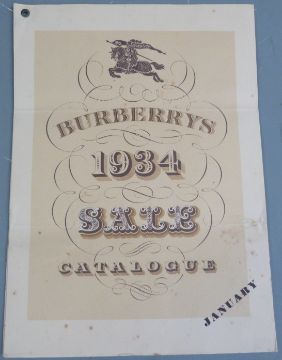 BURBERRYS
1934
SALE
CATALOGUE
JANUARY